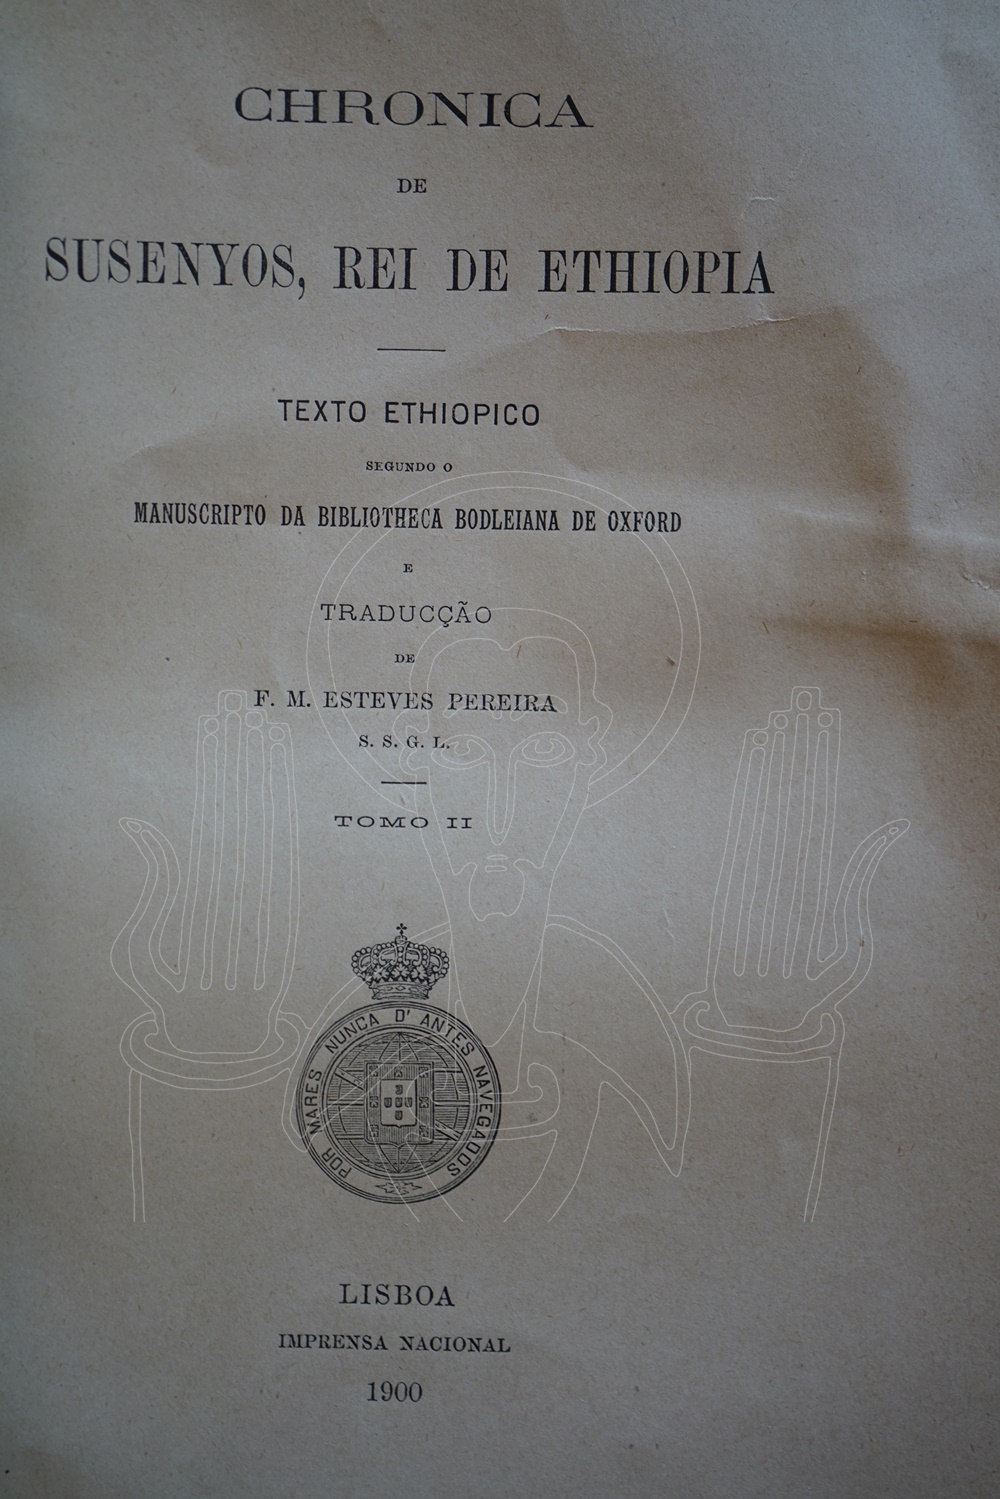 CHRONICA
DE
SUSENYOS, REI DE ETHIOPIA
TEXTO ETHIOPICO
SEGUNDO O
MANUSCRIPTO DA BIBLIOTHECA BODLEIANA DE OXFORD
E
TRADUCÇÃO
DE
F. M. ESTEVES PEREIRA
S. S. G. L.
TOMO II
POR MARES NUNCA D' ANTES NAVEGADOS
LISBOA
IMPRENSA NACIONAL
1900